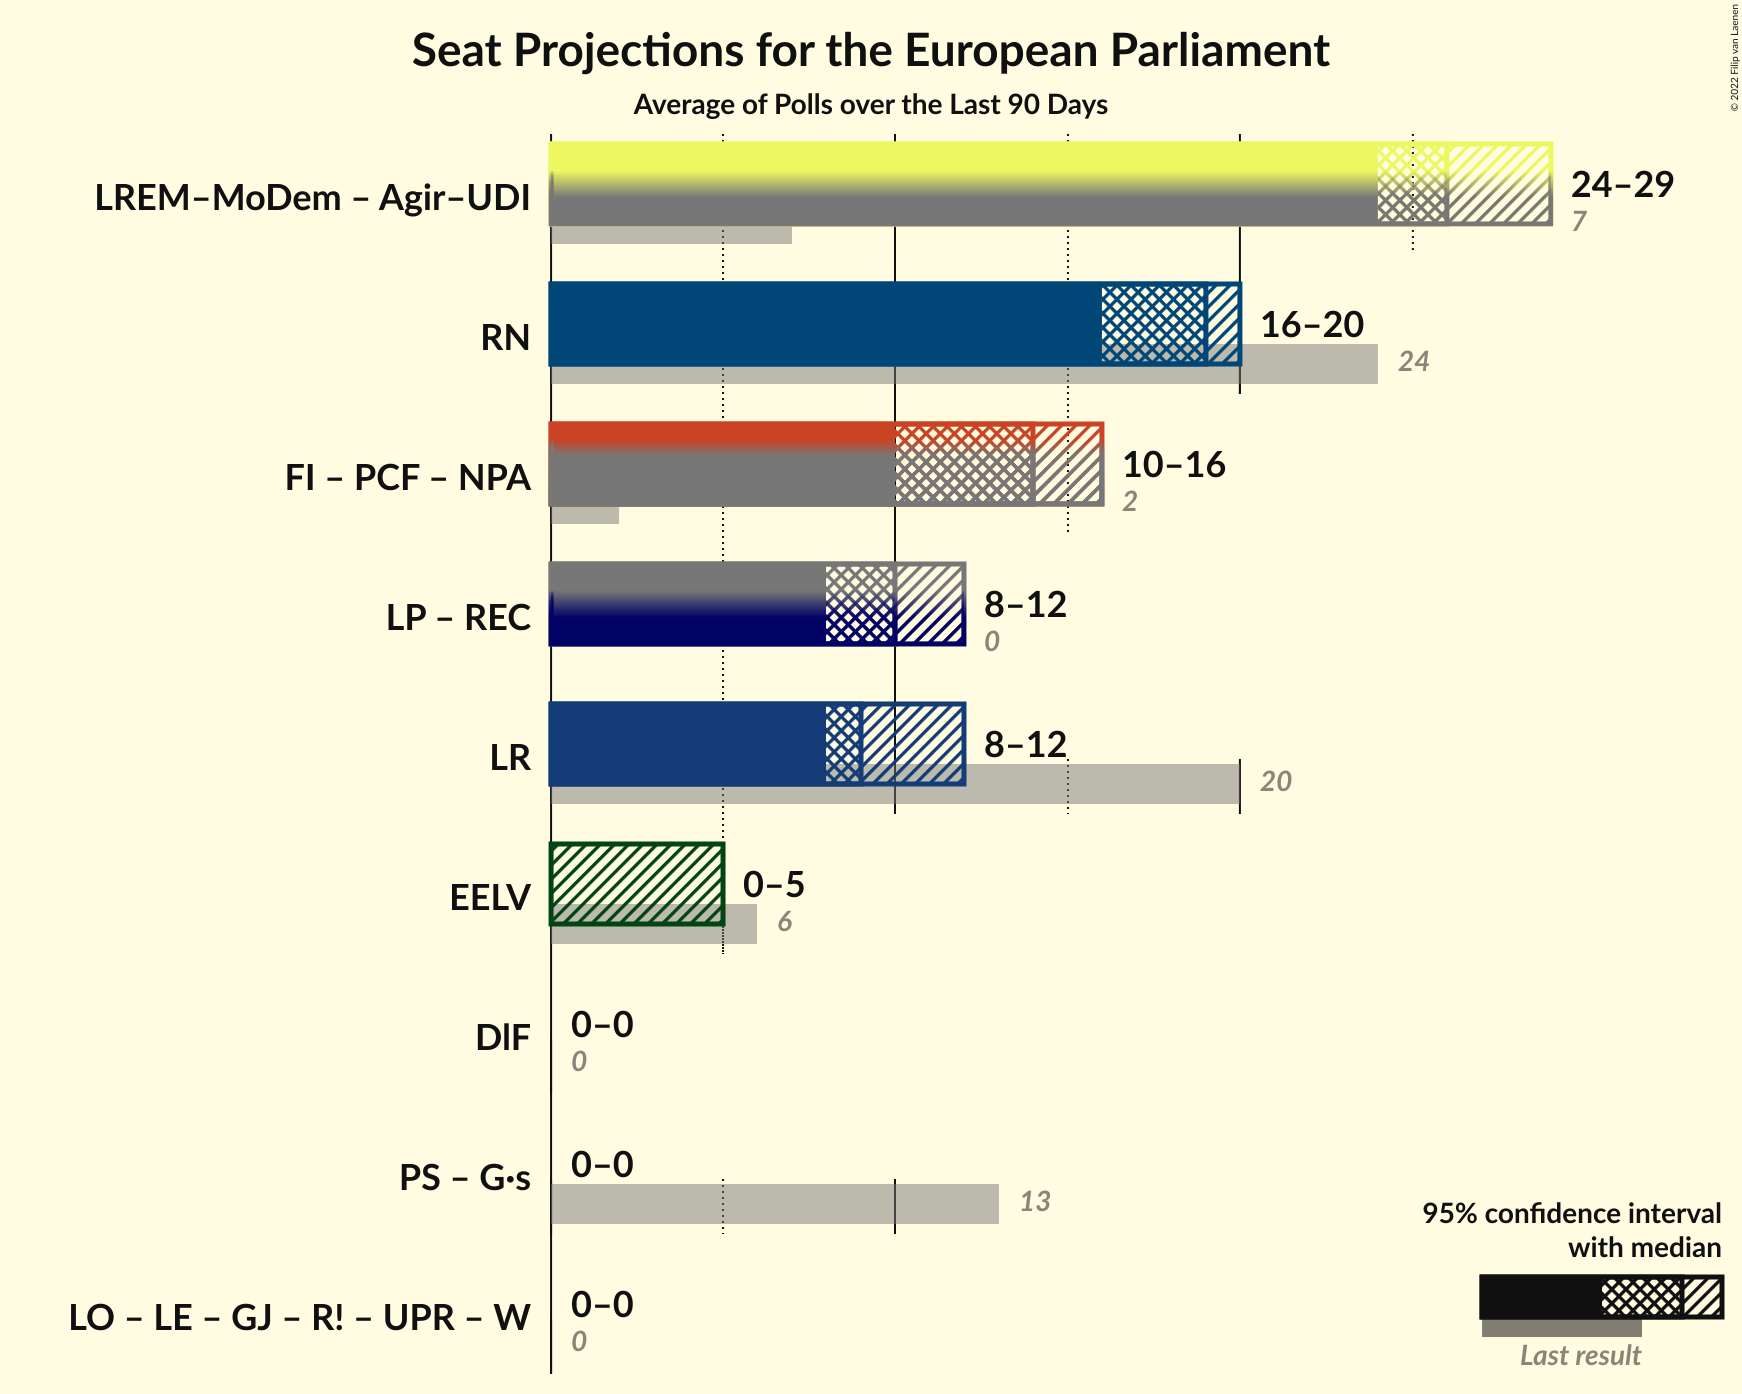 Seat Projections for the European Parliament
Average of Polls over the Last 90 Days
© 2022 Filip van Laenen
LREM–MoDem – Agir–UDI
24–29
7
RN
16–20
24
FI – PCF – NPA
10–16
2
LP – REC
8–12
0
LR
8–12
20
EELV
0–5
6
DlF
0–0
0
PS – G·s
0–0
13
LO – LE – GJ – R! – UPR – W
0–0
0
95% confidence interval
with median
Last result